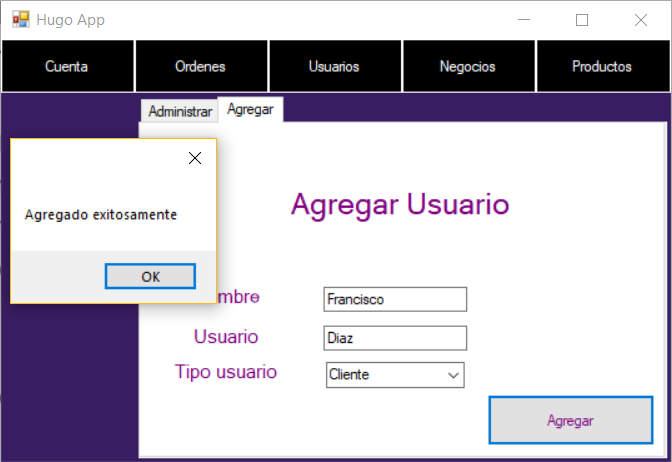 Hugo App
Cuenta Ordenes Usuarios Negocios Productos
Administrar Agregar
Agregado exitosamente
OK
Agregar Usuario
mbre Francisco
Usuario Diaz
Tipo usuario Cliente
Agregar